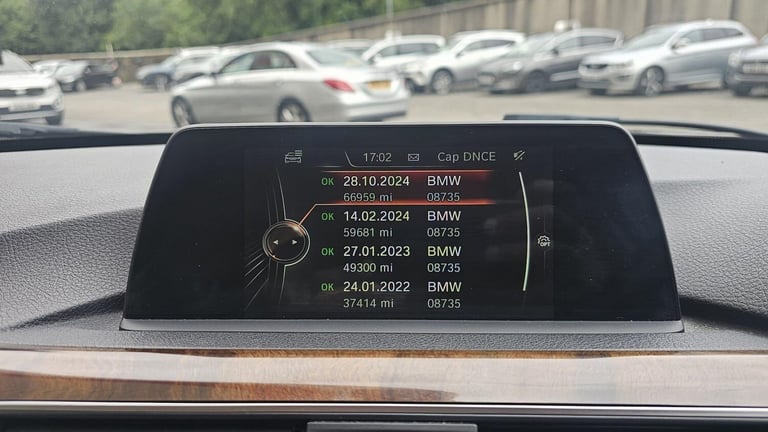 17:02 Cap DNCE
OK 28.10.2024 BMW
66959 mi 08735
OK 14.02.2024 BMW
59681 mi 08735
OK 27.01.2023 BMW
49300 mi 08735
OK 24.01.2022 BMW
37414 mi 08735
OPT